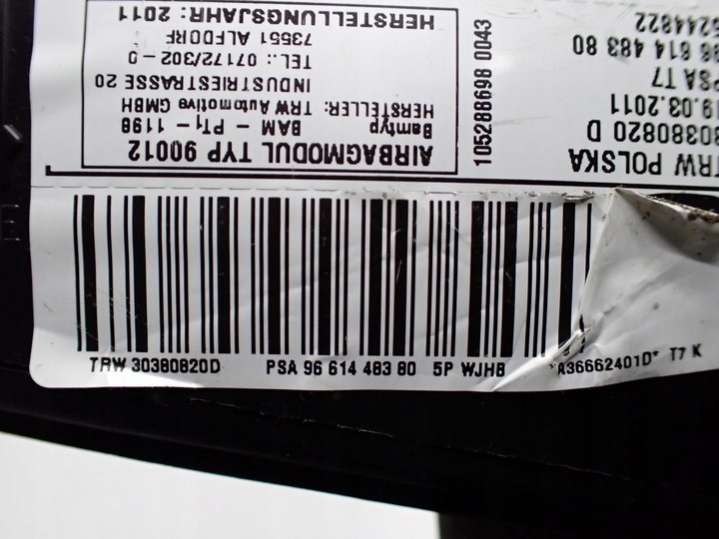 AIRBAGMODUL TYP 90012
Bamtyp BAM - PT1 - 1198
HERSTELLER: TRW Automotive GMBH
INDUSTRIESTRASSE 20
TEL.: 07172/302 - 0
73551 ALFDORF
HERSTELLUNGSJAHR: 2011
105288698 0043
TRW POLSKA
30380820 D
19.03.2011
PSA T7
96 614 483 80
5244822
TRW 30380820D PSA 96 614 483 80 5P WJHB *A36662401D* T7 K